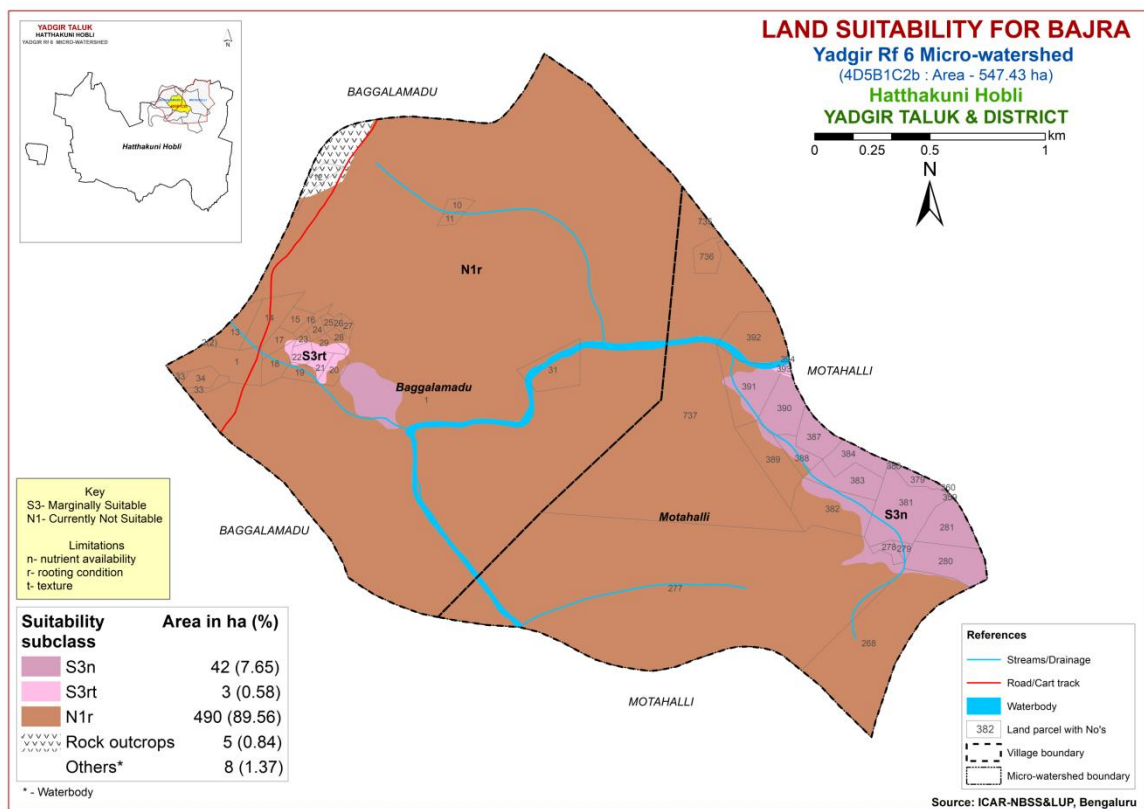 YADGIR TALUK
HATTHAKUNI HOBLI
YADGIR Rf 6 MICRO-WATERSHED
N
Hatthakuni Hobli
LAND SUITABILITY FOR BAJRA
Yadgir Rf 6 Micro-watershed
(4D5B1C2b : Area - 547.43 ha)
Hatthakuni Hobli
YADGIR TALUK & DISTRICT
km
0 0.25 0.5 1
N
BAGGALAMADU
12
10
11
N1r
736
14
15
16
25
26
27
13
24
17
23
28
29
22
S3rt
1
18
19
21
20
33
34
33
31
Baggalamadu
1
392
MOTAHALLI
391
390
737
387
389
388
384
383
379
381
382
S3n
281
278
279
280
Motahalli
BAGGALAMADU
277
268
MOTAHALLI
Key
S3- Marginally Suitable
N1- Currently Not Suitable
Limitations
n- nutrient availability
r- rooting condition
t- texture
Suitability subclass Area in ha (%)
S3n 42 (7.65)
S3rt 3 (0.58)
N1r 490 (89.56)
Rock outcrops 5 (0.84)
Others* 8 (1.37)
* - Waterbody
References
Streams/Drainage
Road/Cart track
Waterbody
382 Land parcel with No's
Village boundary
Micro-watershed boundary
Source: ICAR-NBSS&LUP, Bengaluru